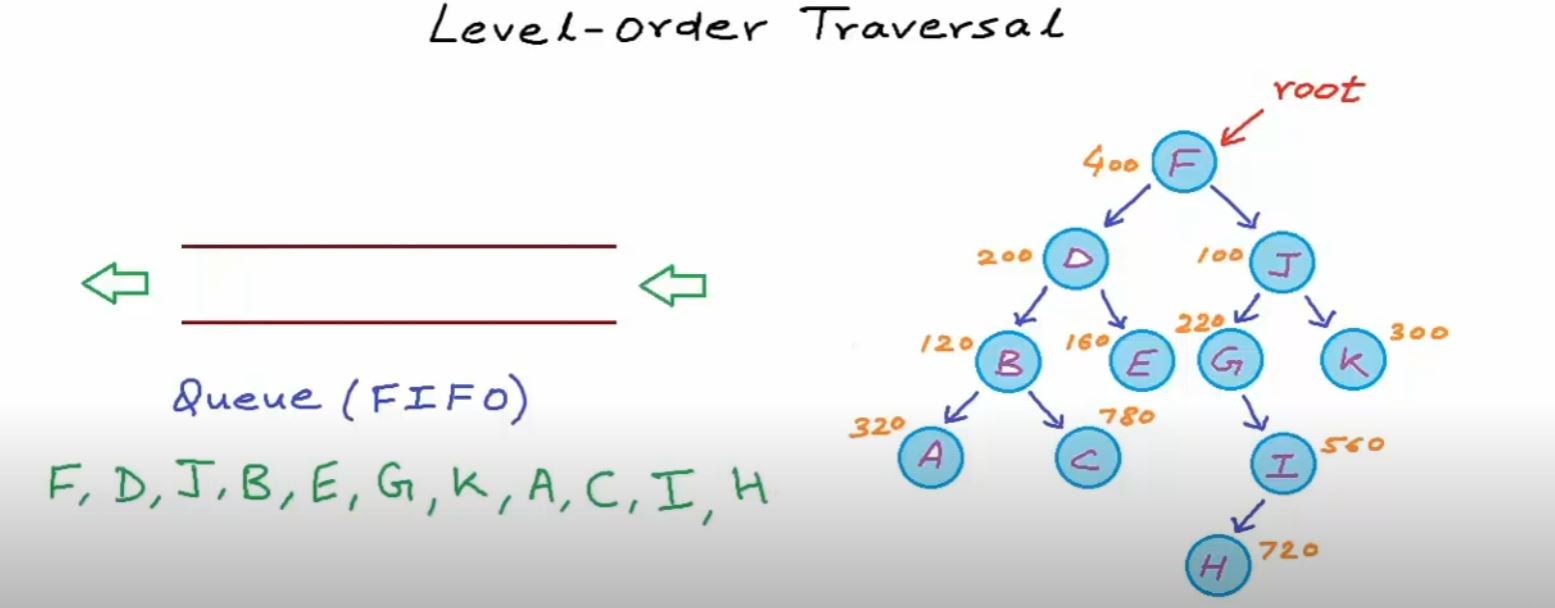 Level-order Traversal
root
400 F
200 D 100 J
120 B 160 E 220 G K 300
320 A C 780 I 560
H 720
Queue (FIFO)
F, D, J, B, E, G, K, A, C, I, H